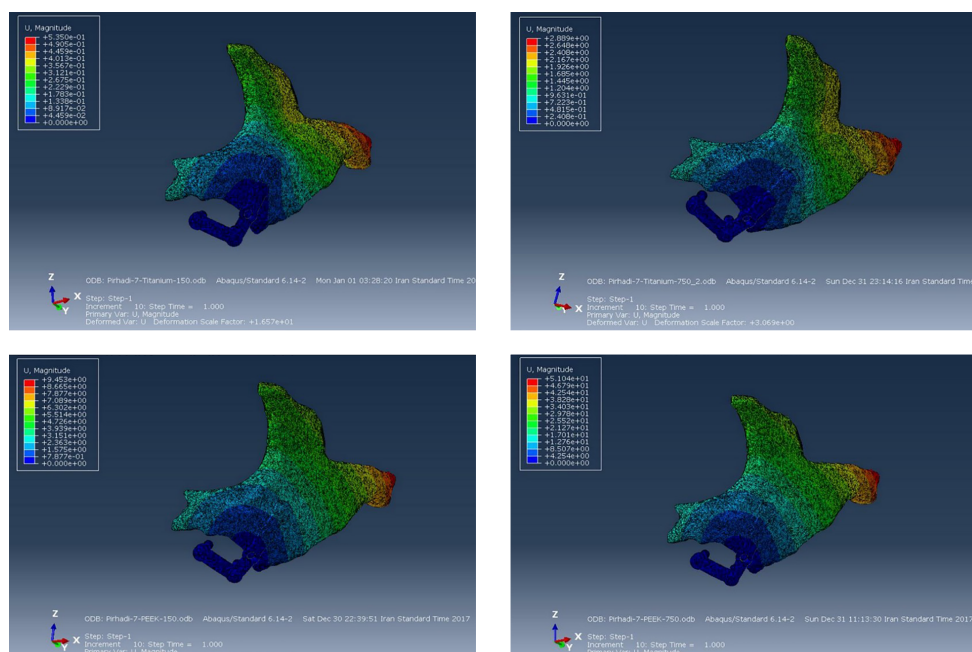 U, Magnitude
+5.350e-01
+4.905e-01
+4.459e-01
+4.013e-01
+3.567e-01
+3.121e-01
+2.675e-01
+2.229e-01
+1.783e-01
+1.338e-01
+8.917e-02
+4.459e-02
+0.000e+00
Z
X
Y
ODB: Pirhadi-7-Titanium-150.odb Abaqus/Standard 6.14-2 Mon Jan 01 03:28:20 Iran Standard Time 20
Step: Step-1
Increment 10: Step Time = 1.000
Primary Var: U, Magnitude
Deformed Var: U Deformation Scale Factor: +1.657e+01
U, Magnitude
+2.889e+00
+2.648e+00
+2.408e+00
+2.167e+00
+1.926e+00
+1.685e+00
+1.445e+00
+1.204e+00
+9.631e-01
+7.223e-01
+4.815e-01
+2.408e-01
+0.000e+00
Z
X
Y
ODB: Pirhadi-7-Titanium-750_2.odb Abaqus/Standard 6.14-2 Sun Dec 31 23:14:16 Iran Standard Tim
Step: Step-1
Increment 10: Step Time = 1.000
Primary Var: U, Magnitude
Deformed Var: U Deformation Scale Factor: +3.069e+00
U, Magnitude
+9.453e+00
+8.665e+00
+7.877e+00
+7.089e+00
+6.302e+00
+5.514e+00
+4.726e+00
+3.939e+00
+3.151e+00
+2.363e+00
+1.575e+00
+7.877e-01
+0.000e+00
Z
X
Y
ODB: Pirhadi-7-PEEK-150.odb Abaqus/Standard 6.14-2 Sat Dec 30 22:39:51 Iran Standard Time 2017
Step: Step-1
Increment 10: Step Time = 1.000
Primary Var: U, Magnitude
U, Magnitude
+5.104e+01
+4.679e+01
+4.254e+01
+3.828e+01
+3.403e+01
+2.978e+01
+2.552e+01
+2.127e+01
+1.701e+01
+1.276e+01
+8.507e+00
+4.254e+00
+0.000e+00
Z
X
Y
ODB: Pirhadi-7-PEEK-750.odb Abaqus/Standard 6.14-2 Sun Dec 31 11:13:30 Iran Standard Time 2017
Step: Step-1
Increment 10: Step Time = 1.000
Primary Var: U, Magnitude